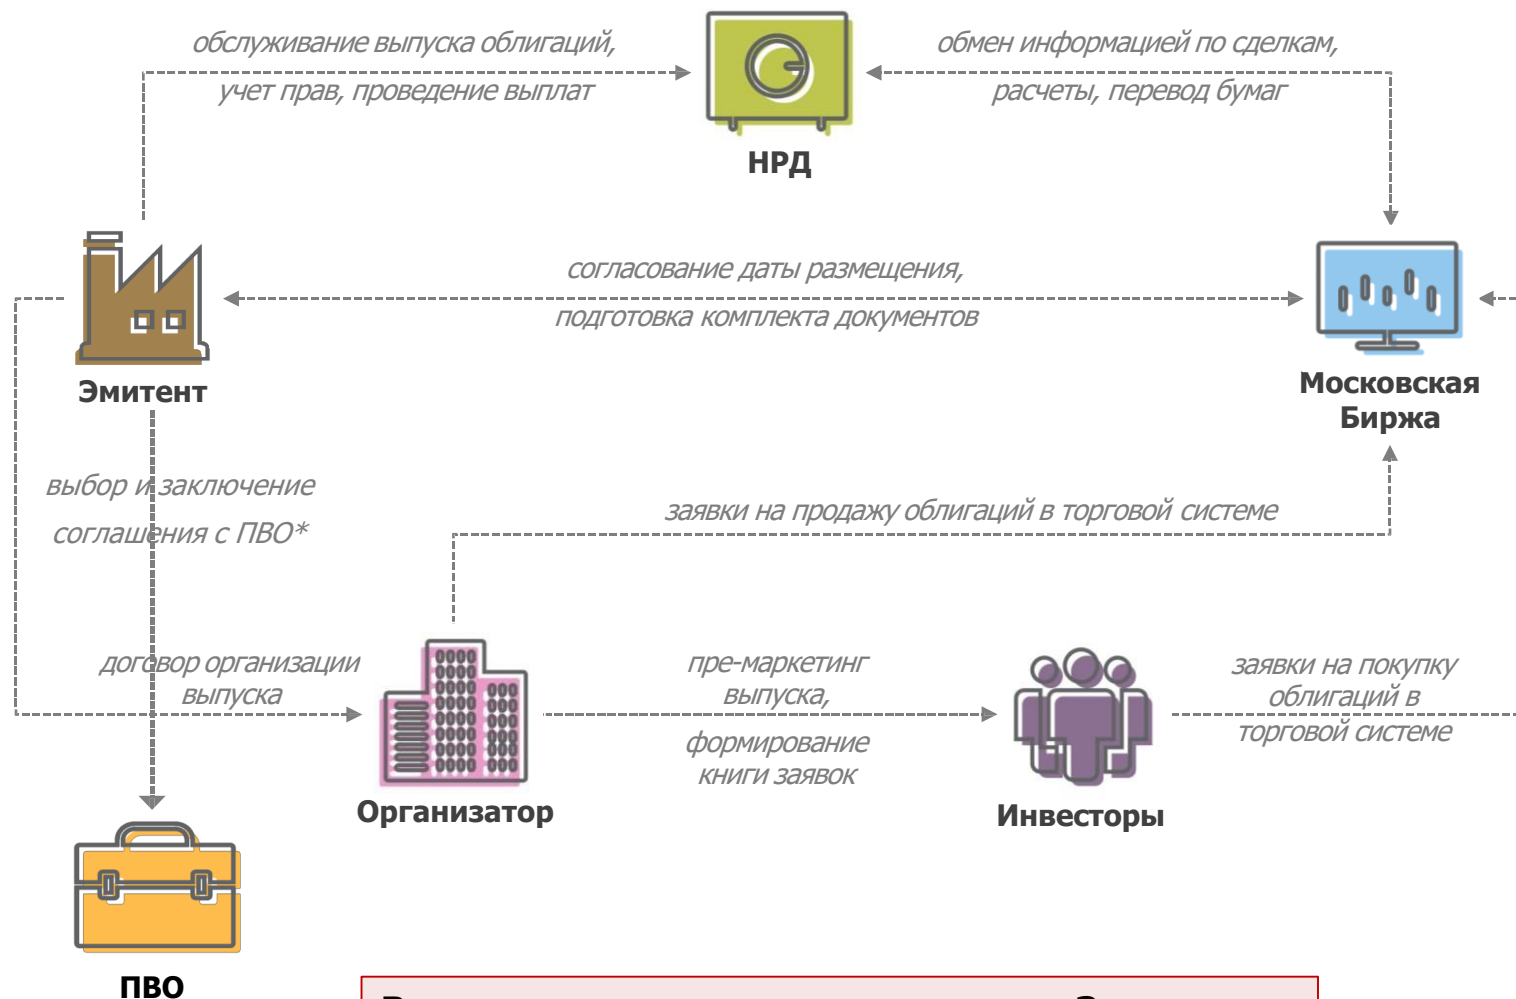 обслуживание выпуска облигаций,
учет прав, проведение выплат
обмен информацией по сделкам,
расчеты, перевод бумаг
НРД
согласование даты размещения,
подготовка комплекта документов
Эмитент
Московская
Биржа
выбор и заключение
соглашения с ПВО*
заявки на продажу облигаций в торговой системе
договор организации
выпуска
пре-маркетинг
выпуска,
формирование
книги заявок
заявки на покупку
облигаций в
торговой системе
Организатор
Инвесторы
ПВО